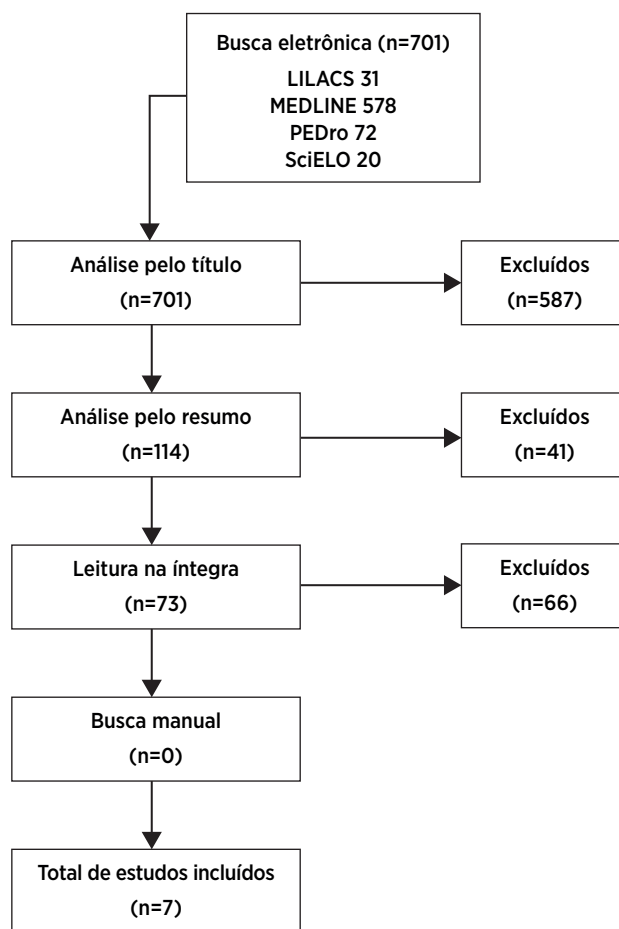 Busca eletrônica (n=701)
LILACS 31
MEDLINE 578
PEDro 72
SciELO 20
Análise pelo título
(n=701)
Excluídos
(n=587)
Análise pelo resumo
(n=114)
Excluídos
(n=41)
Leitura na íntegra
(n=73)
Excluídos
(n=66)
Busca manual
(n=0)
Total de estudos incluídos
(n=7)